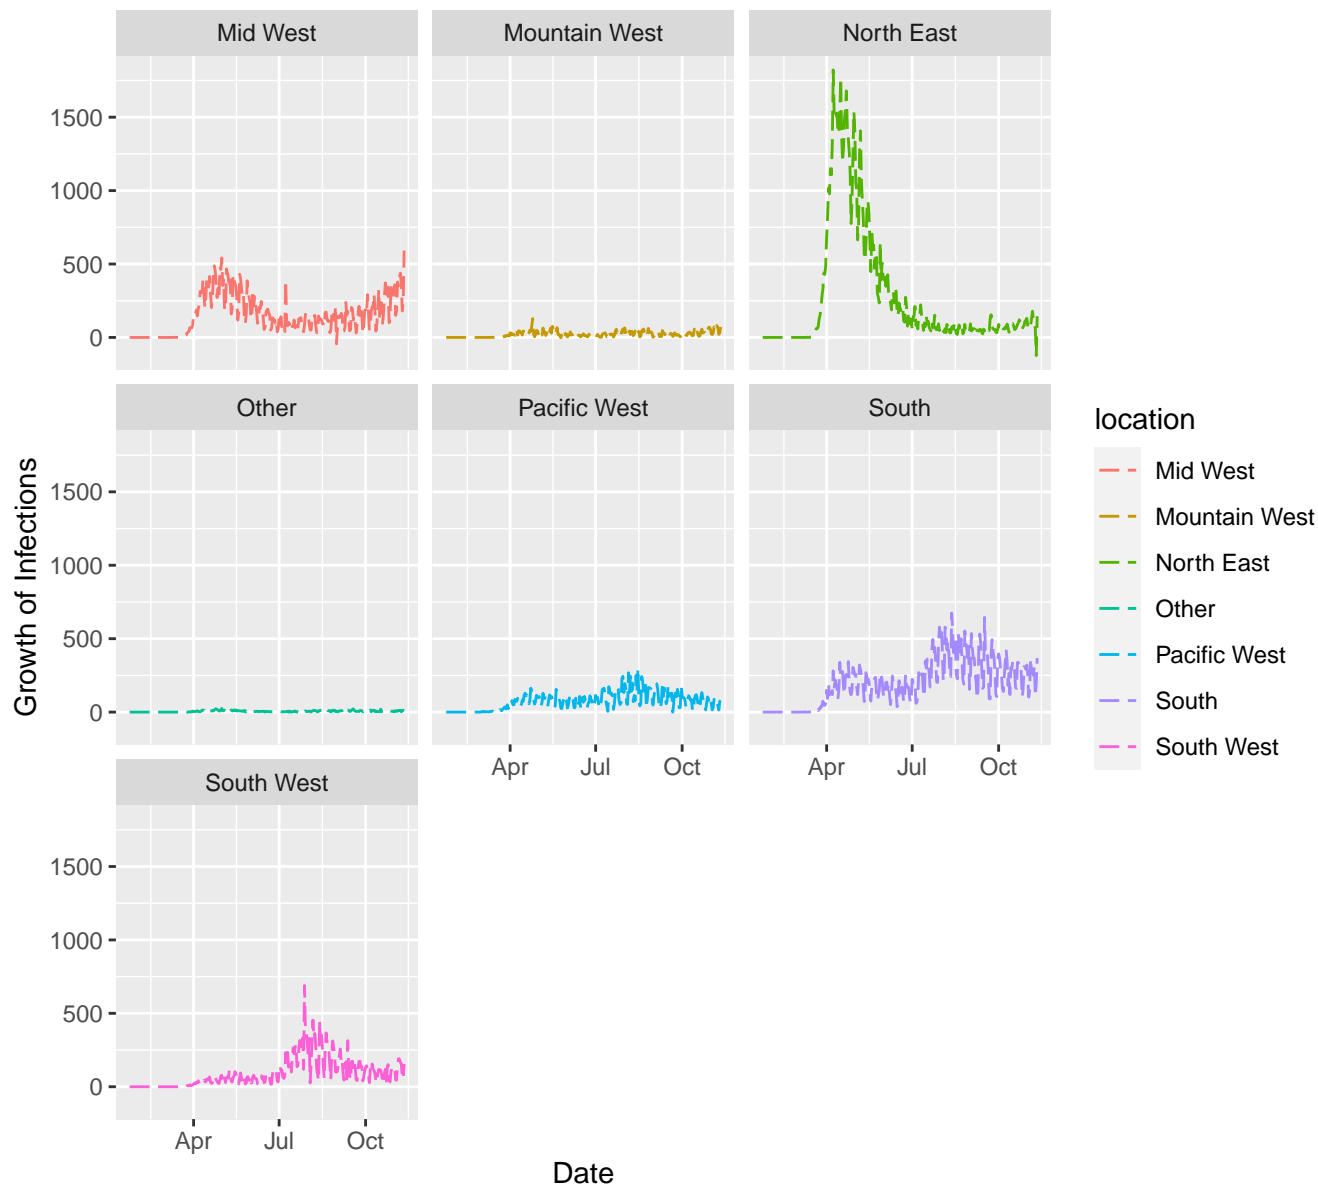 Mid West
Mountain West
North East
1500
1000
500
0
Other
Pacific West
South
1500
1000
500
0
Apr
Jul
Oct
Apr
Jul
Oct
South West
1500
1000
500
0
Apr
Jul
Oct
Date
Growth of Infections
location
Mid West
Mountain West
North East
Other
Pacific West
South
South West